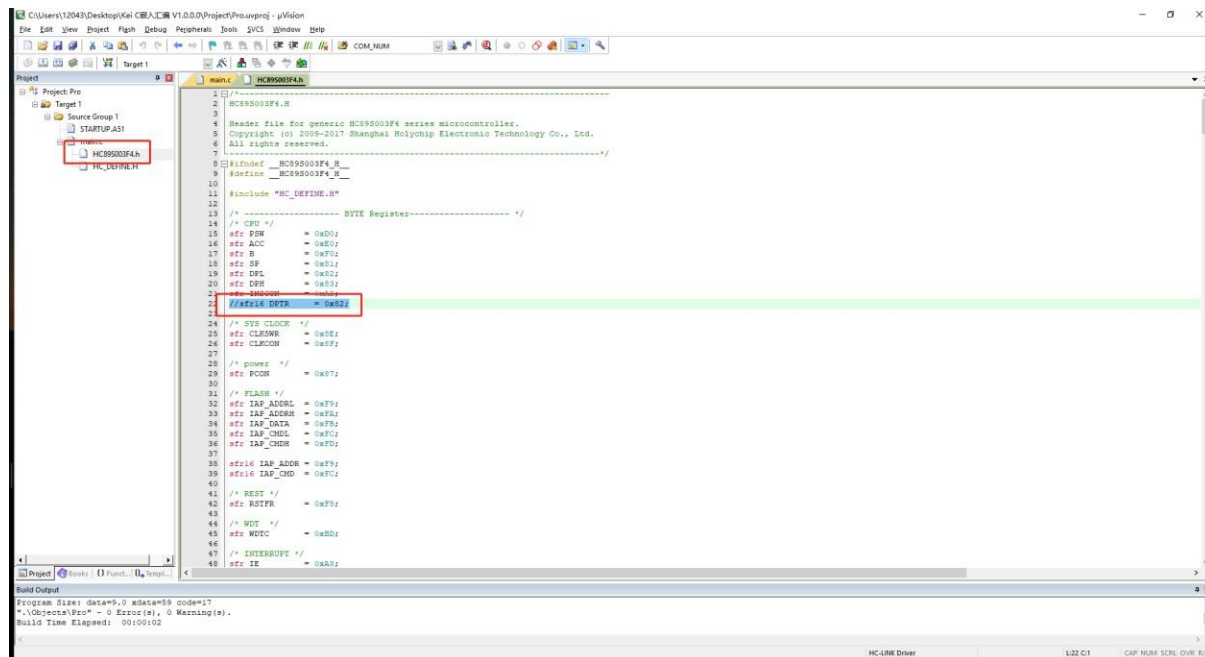 C:\Users\12043\Desktop\Kei C嵌入汇编 V1.0.0.0\Project\Pro.uvproj - µVision
File Edit View Project Flash Debug Peripherals Tools SVCS Window Help
COM_NUM
Target 1
Project
main.c HC89S003F4.h
Project: Pro
Target 1
Source Group 1
STARTUP.A51
main.c
HC89S003F4.h
HC_DEFINE.H
1 /*---------------------------------------------------------------------------
2 HC89S003F4.H
3
4 Header file for generic HC89S003F4 series microcontroller.
5 Copyright (c) 2009-2017 Shanghai Holychip Electronic Technology Co., Ltd.
6 All rights reserved.
7 ---------------------------------------------------------------------------*/
8 #ifndef __HC89S003F4_H__
9 #define __HC89S003F4_H__
10
11 #include "HC_DEFINE.H"
12
13 /* ------------------- BYTE Register-------------------- */
14 /* CPU */
15 sfr PSW = 0xD0;
16 sfr ACC = 0xE0;
17 sfr B = 0xF0;
18 sfr SP = 0x81;
19 sfr DPL = 0x82;
20 sfr DPH = 0x83;
21 sfr
22 //sfr16 DPTR = 0x82;
23
24 /* SYS CLOCK */
25 sfr CLKSWR = 0x8E;
26 sfr CLKCON = 0x8F;
27
28 /* power */
29 sfr PCON = 0x87;
30
31 /* FLASH */
32 sfr IAP_ADDRL = 0xF9;
33 sfr IAP_ADDRH = 0xFA;
34 sfr IAP_DATA = 0xFB;
35 sfr IAP_CMDL = 0xFC;
36 sfr IAP_CMDH = 0xFD;
37
38 sfr16 IAP_ADDR = 0xF9;
39 sfr16 IAP_CMD = 0xFC;
40
41 /* REST */
42 sfr RSTFR = 0xF8;
43
44 /* WDT */
45 sfr WDTC = 0xBD;
46
47 /* INTERRUPT */
48 sfr IE = 0xA8;
Project Books {} Funct... Templ...
Build Output
Program Size: data=9.0 xdata=59 code=17
".\Objects\Pro" - 0 Error(s), 0 Warning(s).
Build Time Elapsed: 00:00:02
HC-LINK Driver L:22 C:1 CAP NUM SCRL OVR